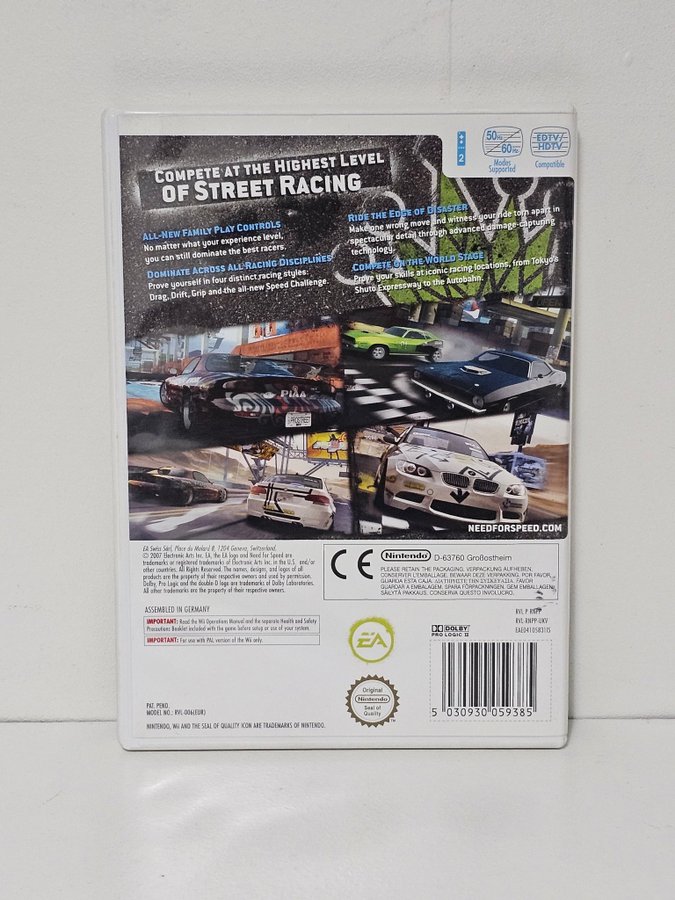 COMPETE AT THE HIGHEST LEVEL
OF STREET RACING
2
50Hz
60Hz
Modes
Supported
EDTV
HDTV
Compatible
ALL-NEW FAMILY PLAY CONTROLS
No matter what your experience level,
you can still dominate the best racers.
DOMINATE ACROSS ALL RACING DISCIPLINES
Prove yourself in four distinct racing styles:
Drag, Drift, Grip and the all-new Speed Challenge.
RIDE THE EDGE OF DISASTER
Make one wrong move and witness your ride torn apart in
spectacular detail through advanced damage-capturing
technology.
COMPETE ON THE WORLD STAGE
Prove your skills at iconic racing locations, from Tokyo's
Shuto Expressway to the Autobahn.
PIAA
PROSTREET
NEEDFORSPEED.COM
EA Swiss Sàrl, Place du Molard 8, 1204 Geneva, Switzerland.
© 2007 Electronic Arts Inc. EA, the EA logo and Need for Speed are
trademarks or registered trademarks of Electronic Arts Inc. in the U.S. and/or
other countries. All Rights Reserved. The names, designs, and logos of all
products are the property of their respective owners and used by permission.
Dolby, Pro Logic and the double-D logo are trademarks of Dolby Laboratories.
All other trademarks are the property of their respective owners.
ASSEMBLED IN GERMANY
IMPORTANT: Read the Wii Operations Manual and the separate Health and Safety
Precautions Booklet included with the game before setup or use of your system.
IMPORTANT: For use with PAL version of the Wii only.
PAT. PEND.
MODEL NO.: RVL-006(EUR)
NINTENDO, Wii AND THE SEAL OF QUALITY ICON ARE TRADEMARKS OF NINTENDO.
CE
Nintendo D-63760 Großostheim
PLEASE RETAIN THE PACKAGING. VERPACKUNG AUFHEBEN.
CONSERVER L'EMBALLAGE. BEWAAR DEZE VERPAKKING. POR FAVOR,
GUARDA ESTA CAJA. ΔΙΑΤΗΡΗΣΤΕ ΤΗΝ ΣΥΣΚΕΥΑΣΙΑ. FAVOR
GUARDAR A EMBALAGEM. SPARA FÖRPACKNINGEN. GEM EMBALLAGEN.
SÄLYTÄ PAKKAUS. CONSERVA QUESTO INVOLUCRO.
EA
DOLBY
PRO LOGIC II
RVL P RNPP
RVL-RNPP-UKV
EAE04105831IS
Original
Nintendo
Seal of
Quality
5 030930 059385